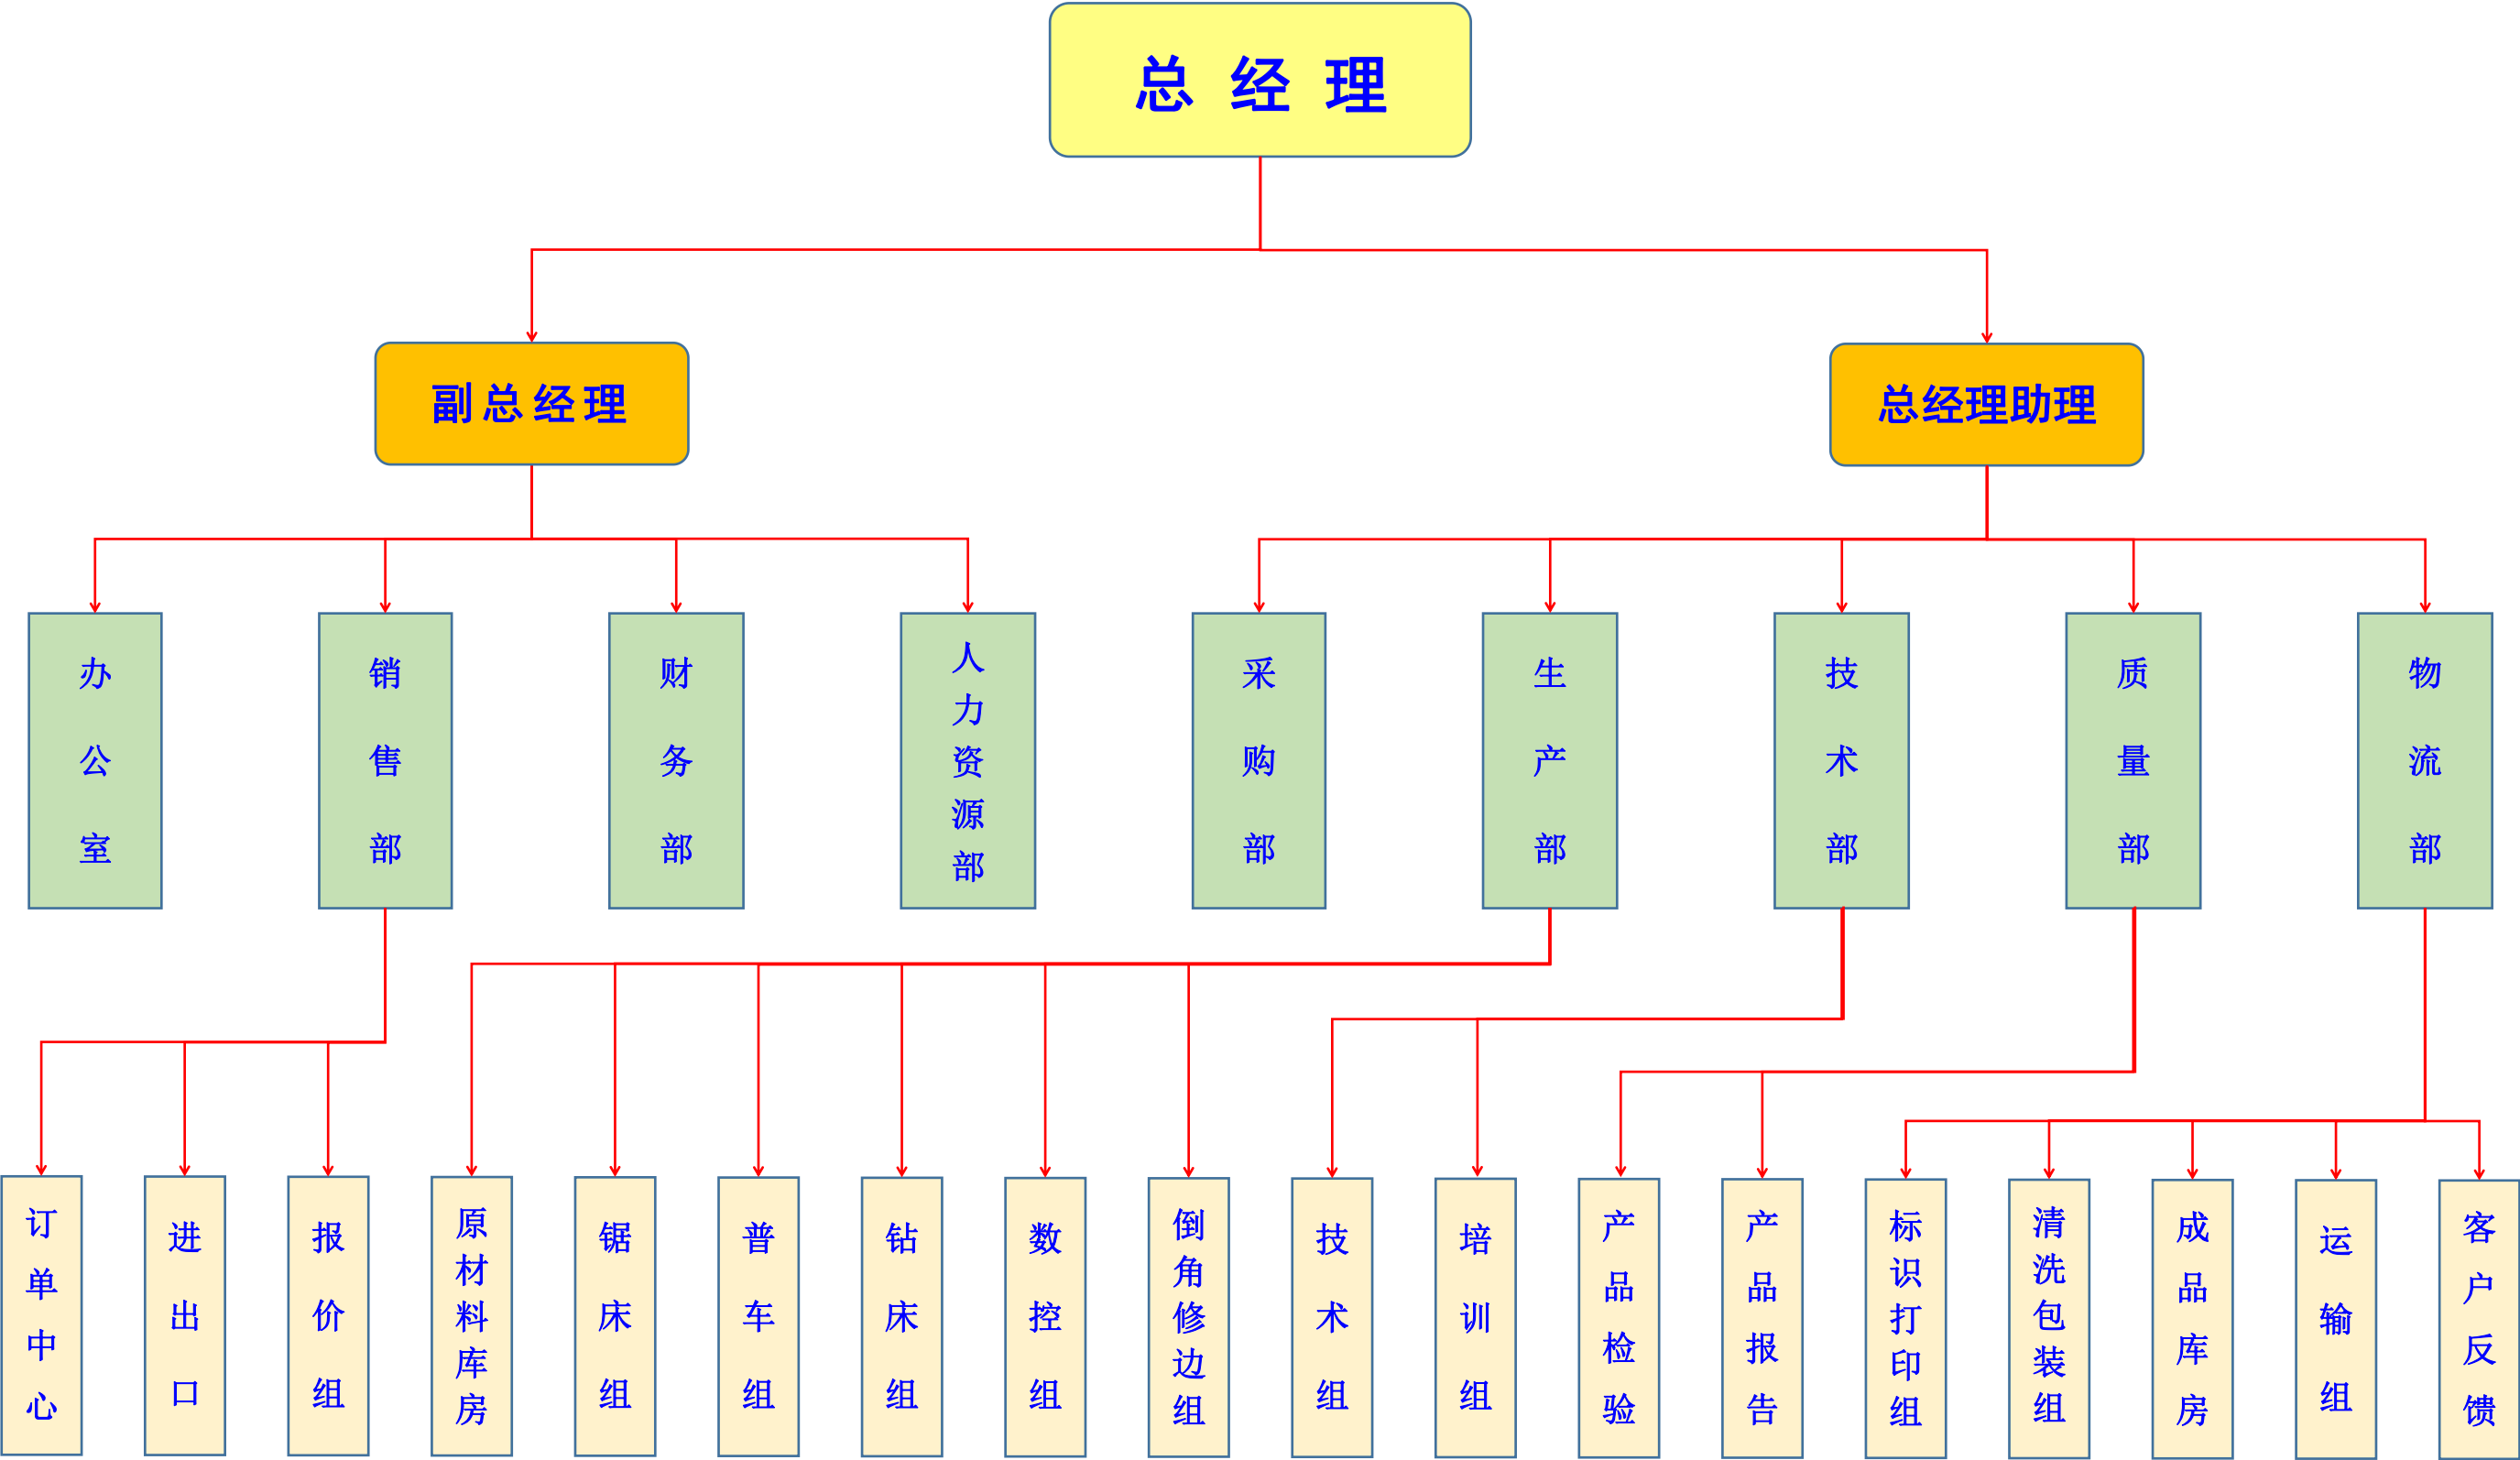 总 经 理
副总经理
总经理助理
办公室
销售部
财务部
人力资源部
采购部
生产部
技术部
质量部
物流部
订单中心
进出口
报价组
原材料库房
锯床组
普车组
钻床组
数控组
倒角修边组
技术组
培训组
产品检验
产品报告
标识打印组
清洗包装组
成品库房
运输组
客户反馈